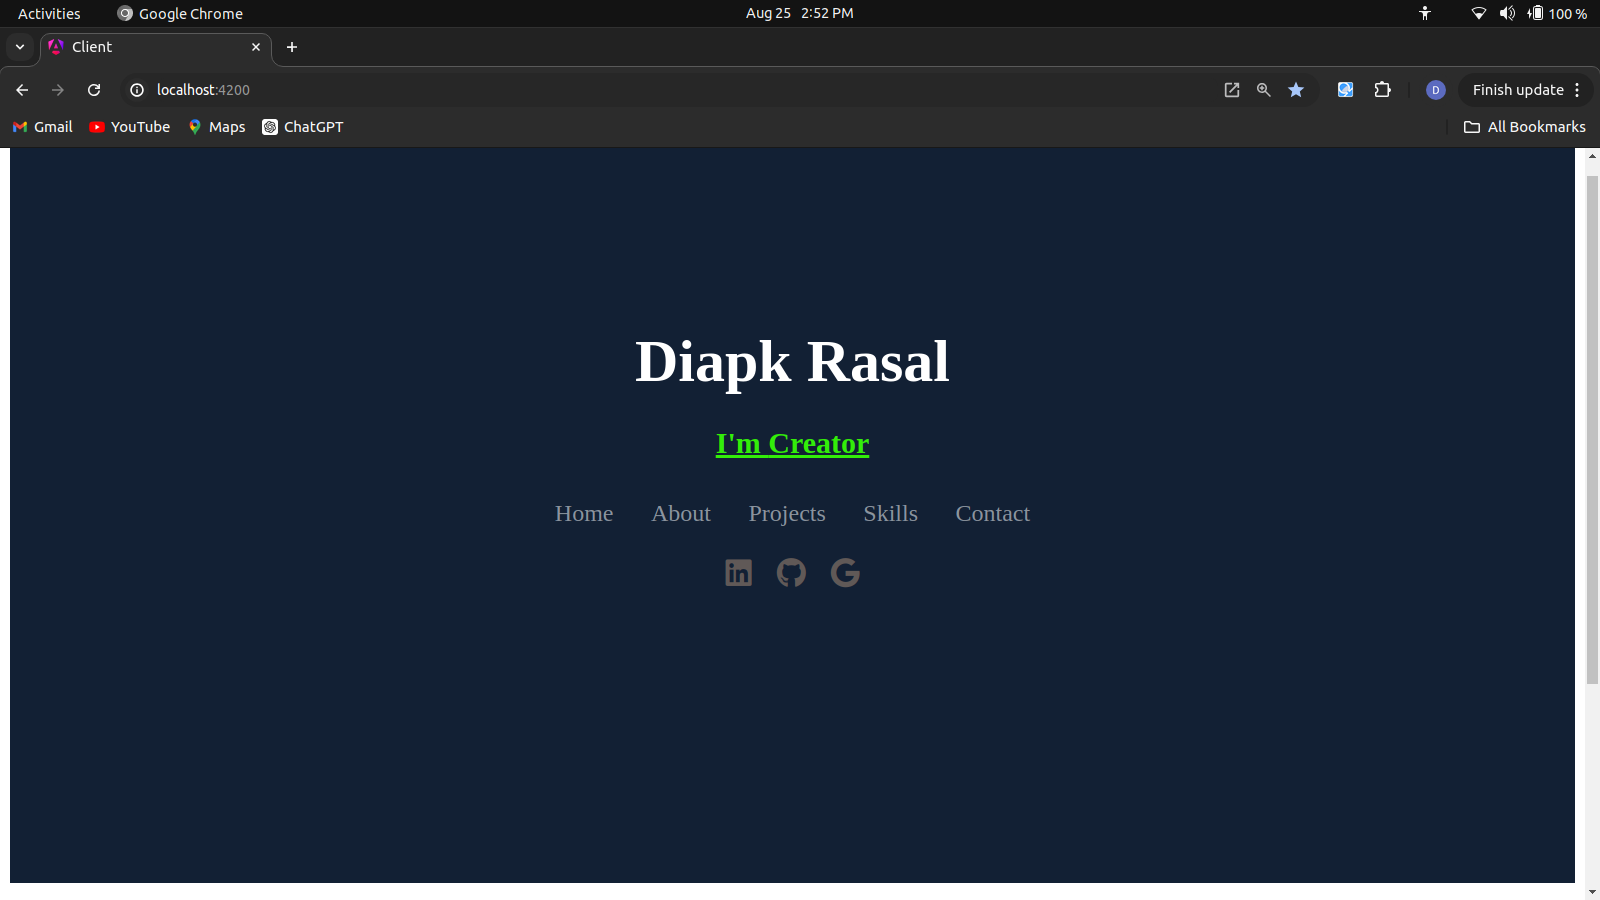 Activities Google Chrome Aug 25 2:52 PM 100 %
Client
localhost:4200 D Finish update
Gmail YouTube Maps ChatGPT All Bookmarks
Diapk Rasal
I'm Creator
Home About Projects Skills Contact
in G